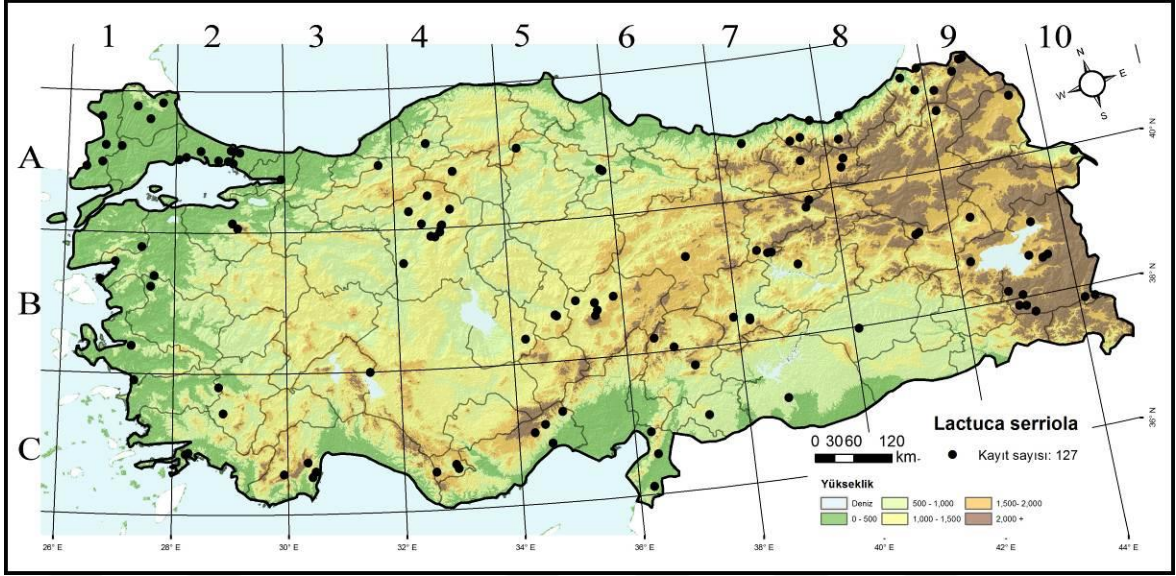 1 2 3 4 5 6 7 8 9 10
N
W E
S
A
B
C
40° N
38° N
36° N
Lactuca serriola
0 30 60 120
km
Kayıt sayısı: 127
Yükseklik
Deniz 500 - 1,000 1,500- 2,000
0 - 500 1,000 - 1,500 2,000 +
26° E 28° E 30° E 32° E 34° E 36° E 38° E 40° E 42° E 44° E